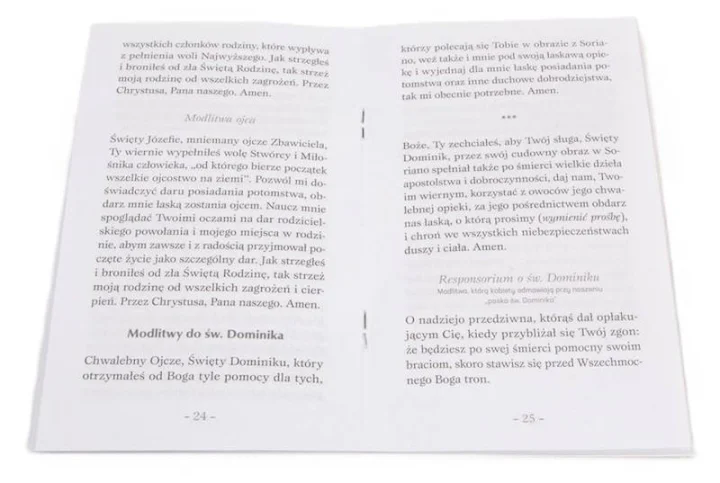 wszystkich członków rodziny, które wypływa
z pełnienia woli Najwyższego. Jak strzegłeś
i broniłeś od zła Świętą Rodzinę, tak strzeż
moją rodzinę od wszelkich zagrożeń. Przez
Chrystusa, Pana naszego. Amen.
Modlitwa ojca
Święty Józefie, mniemany ojcze Zbawiciela,
Ty wiernie wypełniłeś wolę Stwórcy i Miło-
śnika człowieka, „od którego bierze początek
wszelkie ojcostwo na ziemi”. Pozwól mi do-
świadczyć daru posiadania potomstwa, ob-
darz mnie łaską zostania ojcem. Naucz mnie
spoglądać Twoimi oczami na dar rodziciel-
skiego powołania i mojego miejsca w rodzi-
nie, abym zawsze i z radością przyjmował po-
częte życie jako szczególny dar. Jak strzegłeś
i broniłeś od zła Świętą Rodzinę, tak strzeż
moją rodzinę od wszelkich zagrożeń i cier-
pień. Przez Chrystusa, Pana naszego. Amen.
Modlitwy do św. Dominika
Chwalebny Ojcze, Święty Dominiku, który
otrzymałeś od Boga tyle pomocy dla tych,
– 24 –
którzy polecają się Tobie w obrazie z Soria-
no, weź także i mnie pod swoją łaskawą opie-
kę i wyjednaj dla mnie łaskę posiadania po-
tomstwa oraz inne duchowe dobrodziejstwa,
tak mi obecnie potrzebne. Amen.
***
Boże, Ty zechciałeś, aby Twój sługa, Święty
Dominik, przez swój cudowny obraz w So-
riano spełniał także po śmierci wielkie dzieła
apostolstwa i dobroczynności, daj nam, Two-
im wiernym, korzystać z owoców jego chwa-
lebnej opieki, za jego pośrednictwem obdarz
nas łaską, o którą prosimy (wymienić prośbę),
i chroń we wszystkich niebezpieczeństwach
duszy i ciała. Amen.
Responsorium o św. Dominiku
Modlitwa, którą kobiety odmawiają przy noszeniu
„paska św. Dominika”
O nadziejo przedziwna, którąś dał opłaku-
jącym Cię, kiedy przybliżał się Twój zgon:
że będziesz po swej śmierci pomocny swoim
braciom, skoro stawisz się przed Wszechmoc-
nego Boga tron.
– 25 –